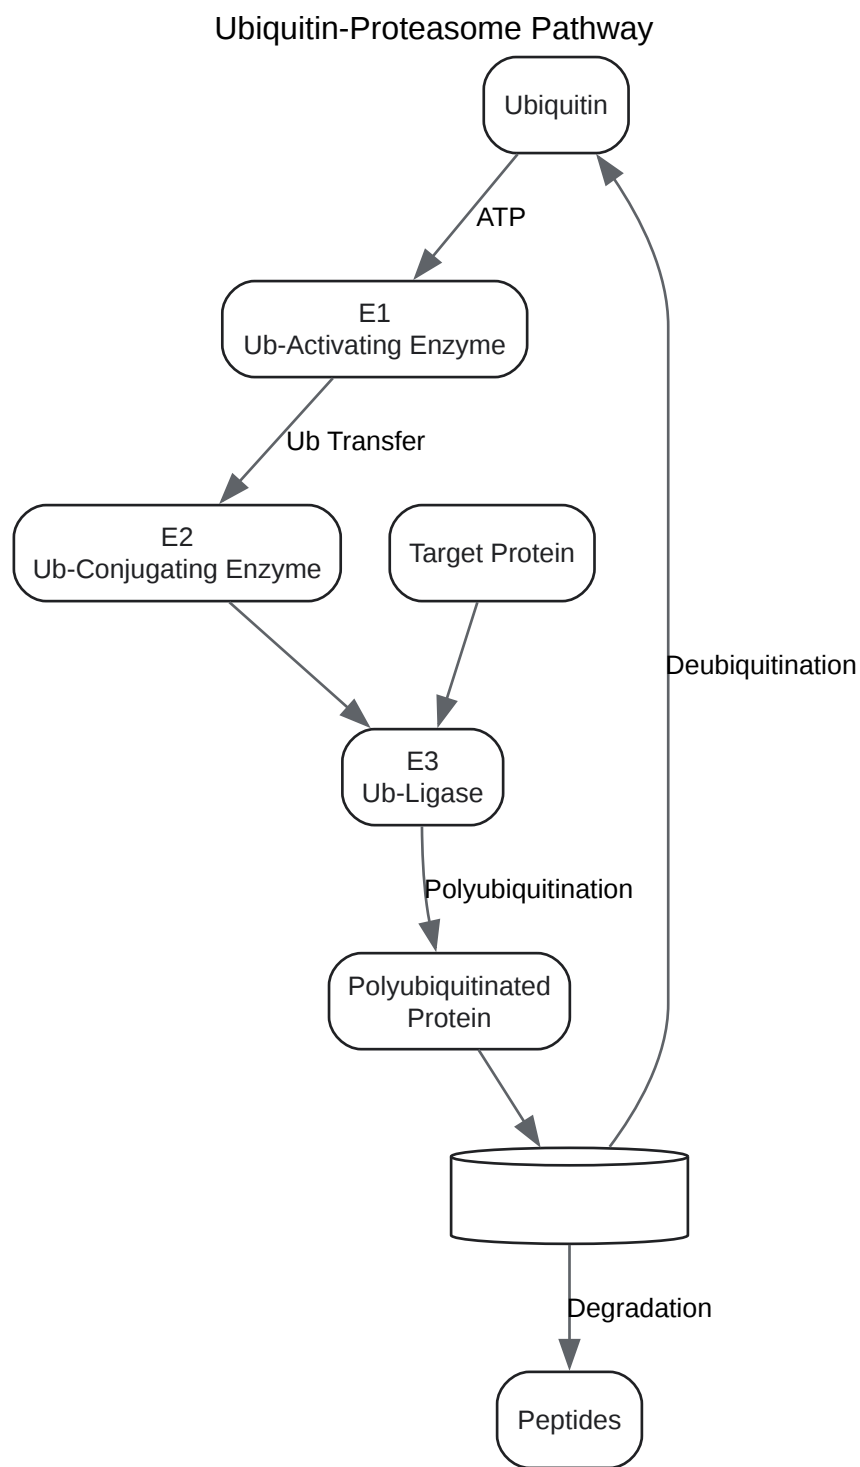 Ubiquitin-Proteasome Pathway
Ubiquitin
ATP
E1
Ub-Activating Enzyme
Ub Transfer
E2
Ub-Conjugating Enzyme
Target Protein
Deubiquitination
E3
Ub-Ligase
Polyubiquitination
Polyubiquitinated
Protein
Degradation
Peptides